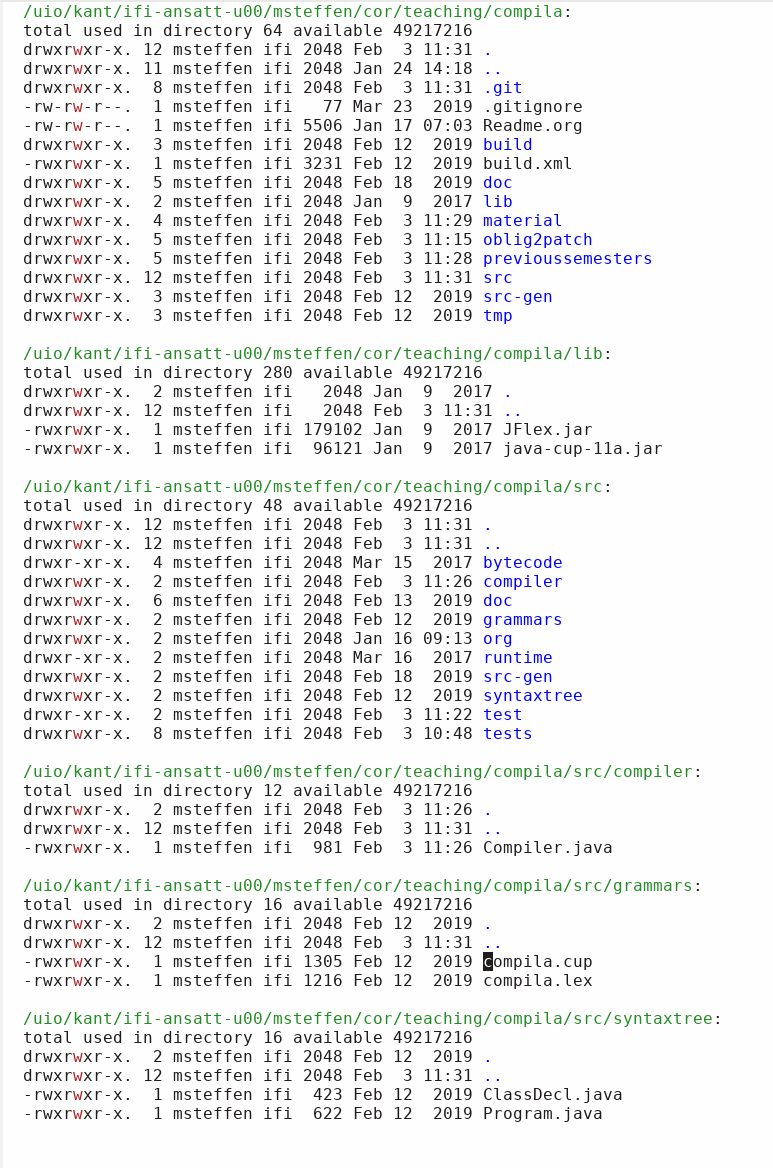 /uio/kant/ifi-ansatt-u00/msteffen/cor/teaching/compila:
total used in directory 64 available 49217216
drwxrwxr-x. 12 msteffen ifi 2048 Feb  3 11:31 .
drwxrwxr-x. 11 msteffen ifi 2048 Jan 24 14:18 ..
drwxrwxr-x.  8 msteffen ifi 2048 Feb  3 11:31 .git
-rw-rw-r--.  1 msteffen ifi   77 Mar 23  2019 .gitignore
-rw-rw-r--.  1 msteffen ifi 5506 Jan 17 07:03 Readme.org
drwxrwxr-x.  3 msteffen ifi 2048 Feb 12  2019 build
-rwxrwxr-x.  1 msteffen ifi 3231 Feb 12  2019 build.xml
drwxrwxr-x.  5 msteffen ifi 2048 Feb 18  2019 doc
drwxrwxr-x.  2 msteffen ifi 2048 Jan  9  2017 lib
drwxrwxr-x.  4 msteffen ifi 2048 Feb  3 11:29 material
drwxrwxr-x.  5 msteffen ifi 2048 Feb  3 11:15 oblig2patch
drwxrwxr-x.  5 msteffen ifi 2048 Feb  3 11:28 previoussemesters
drwxrwxr-x. 12 msteffen ifi 2048 Feb  3 11:31 src
drwxrwxr-x.  3 msteffen ifi 2048 Feb 12  2019 src-gen
drwxrwxr-x.  3 msteffen ifi 2048 Feb 12  2019 tmp

/uio/kant/ifi-ansatt-u00/msteffen/cor/teaching/compila/lib:
total used in directory 280 available 49217216
drwxrwxr-x.  2 msteffen ifi   2048 Jan  9  2017 .
drwxrwxr-x. 12 msteffen ifi   2048 Feb  3 11:31 ..
-rwxrwxr-x.  1 msteffen ifi 179102 Jan  9  2017 JFlex.jar
-rwxrwxr-x.  1 msteffen ifi  96121 Jan  9  2017 java-cup-11a.jar

/uio/kant/ifi-ansatt-u00/msteffen/cor/teaching/compila/src:
total used in directory 48 available 49217216
drwxrwxr-x. 12 msteffen ifi 2048 Feb  3 11:31 .
drwxrwxr-x. 12 msteffen ifi 2048 Feb  3 11:31 ..
drwxr-xr-x.  4 msteffen ifi 2048 Mar 15  2017 bytecode
drwxrwxr-x.  2 msteffen ifi 2048 Feb  3 11:26 compiler
drwxrwxr-x.  6 msteffen ifi 2048 Feb 13  2019 doc
drwxrwxr-x.  2 msteffen ifi 2048 Feb 12  2019 grammars
drwxrwxr-x.  2 msteffen ifi 2048 Jan 16 09:13 org
drwxr-xr-x.  2 msteffen ifi 2048 Mar 16  2017 runtime
drwxrwxr-x.  2 msteffen ifi 2048 Feb 18  2019 src-gen
drwxrwxr-x.  2 msteffen ifi 2048 Feb 12  2019 syntaxtree
drwxr-xr-x.  2 msteffen ifi 2048 Feb  3 11:22 test
drwxrwxr-x.  8 msteffen ifi 2048 Feb  3 10:48 tests

/uio/kant/ifi-ansatt-u00/msteffen/cor/teaching/compila/src/compiler:
total used in directory 12 available 49217216
drwxrwxr-x.  2 msteffen ifi 2048 Feb  3 11:26 .
drwxrwxr-x. 12 msteffen ifi 2048 Feb  3 11:31 ..
-rwxrwxr-x.  1 msteffen ifi  981 Feb  3 11:26 Compiler.java

/uio/kant/ifi-ansatt-u00/msteffen/cor/teaching/compila/src/grammars:
total used in directory 16 available 49217216
drwxrwxr-x.  2 msteffen ifi 2048 Feb 12  2019 .
drwxrwxr-x. 12 msteffen ifi 2048 Feb  3 11:31 ..
-rwxrwxr-x.  1 msteffen ifi 1305 Feb 12  2019 compila.cup
-rwxrwxr-x.  1 msteffen ifi 1216 Feb 12  2019 compila.lex

/uio/kant/ifi-ansatt-u00/msteffen/cor/teaching/compila/src/syntaxtree:
total used in directory 16 available 49217216
drwxrwxr-x.  2 msteffen ifi 2048 Feb 12  2019 .
drwxrwxr-x. 12 msteffen ifi 2048 Feb  3 11:31 ..
-rwxrwxr-x.  1 msteffen ifi  423 Feb 12  2019 ClassDecl.java
-rwxrwxr-x.  1 msteffen ifi  622 Feb 12  2019 Program.java